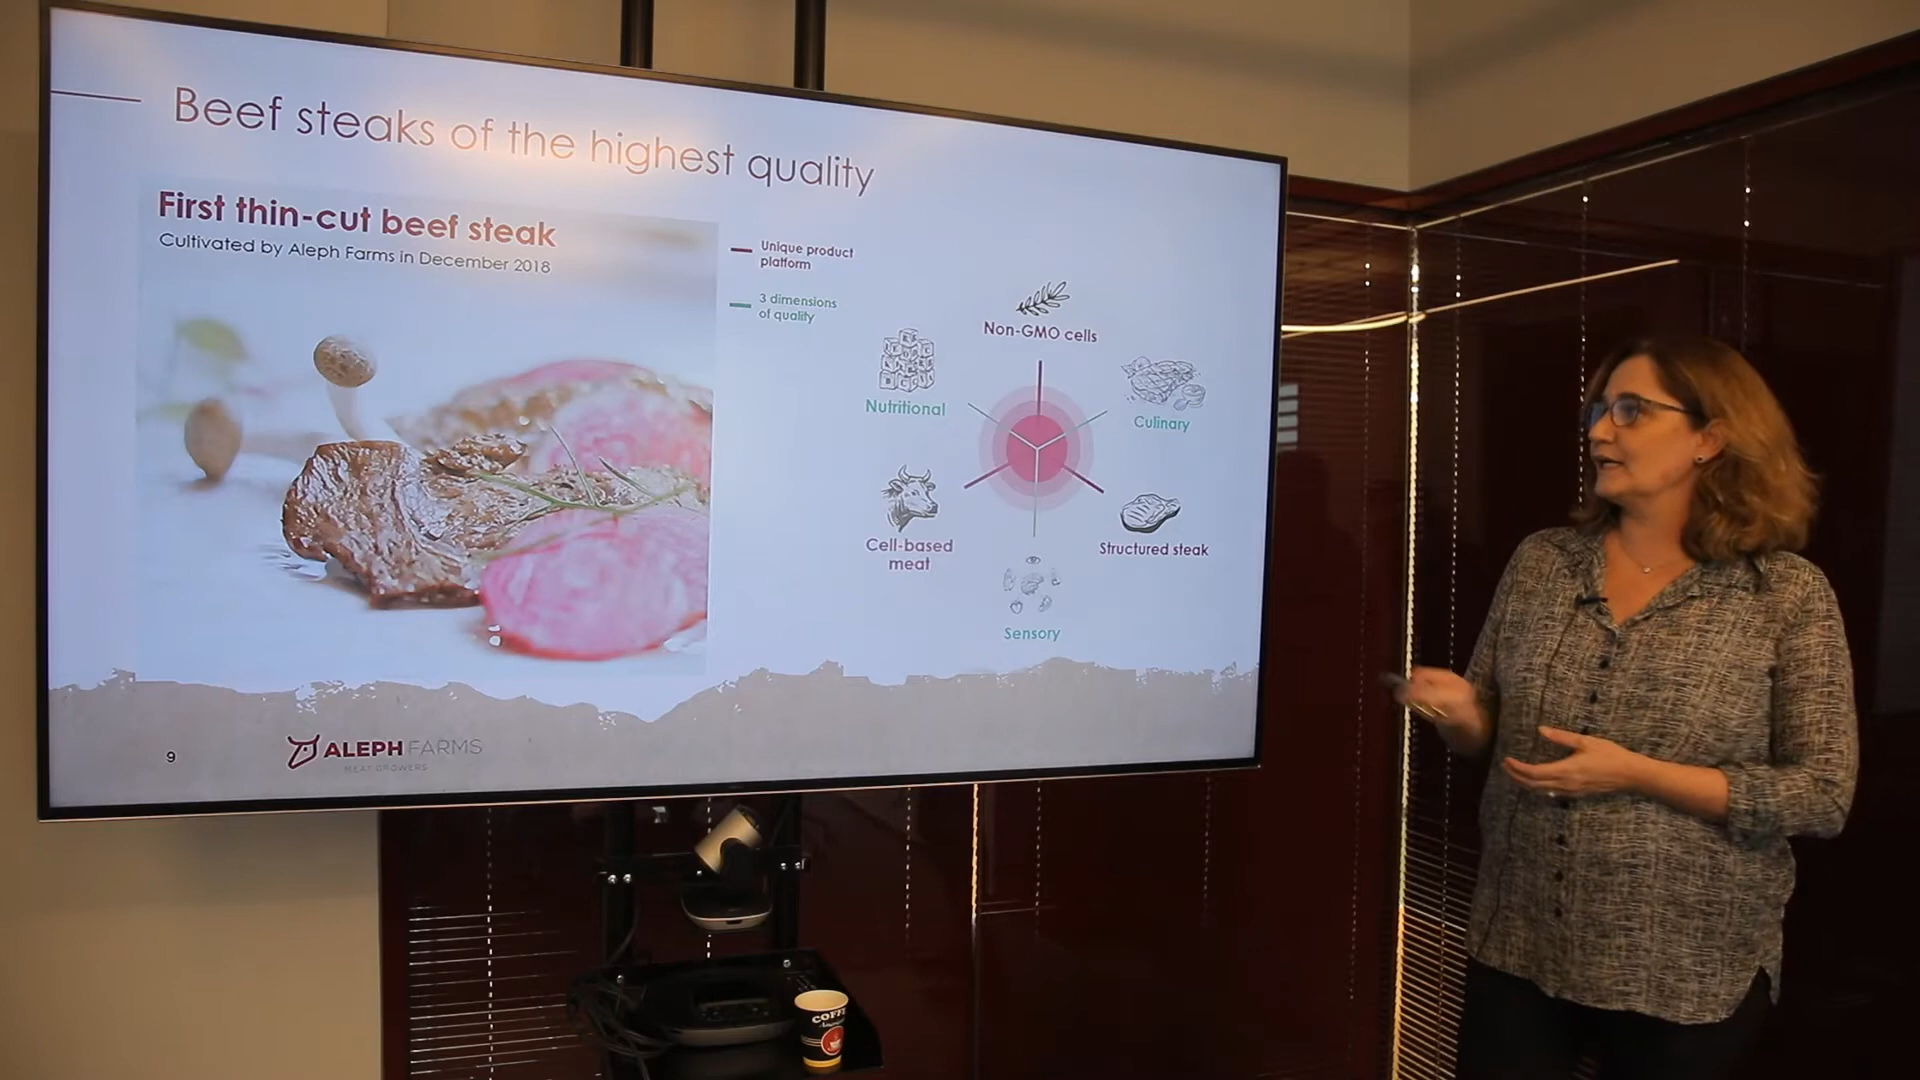 Beef steaks of the highest quality
First thin-cut beef steak
Cultivated by Aleph Farms in December 2018
Unique product
platform
3 dimensions
of quality
Non-GMO cells
Nutritional
Culinary
Cell-based
meat
Structured steak
Sensory
9
ALEPH FARMS
MEAT GROWERS
COFFE